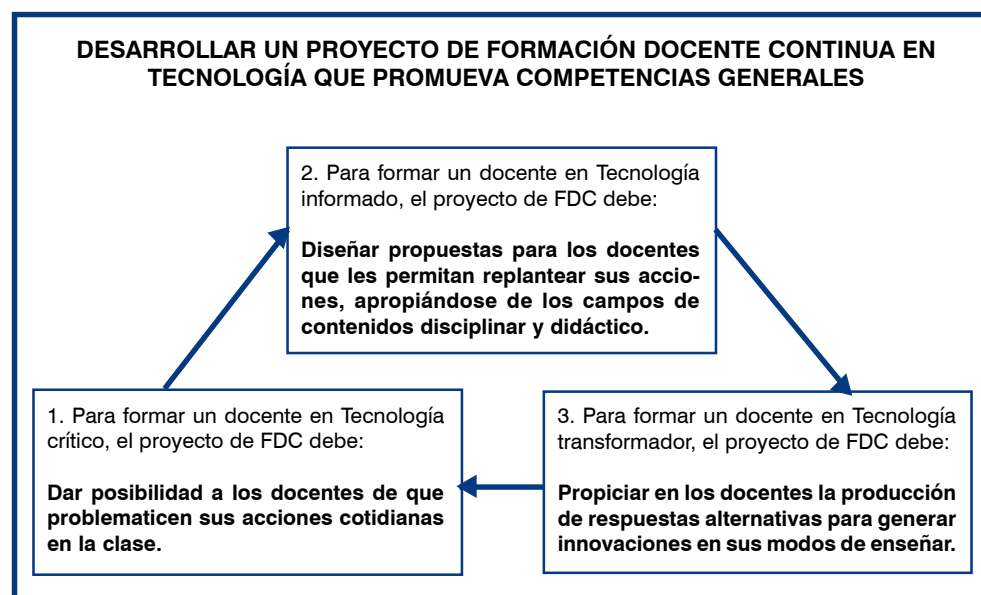 DESARROLLAR UN PROYECTO DE FORMACIÓN DOCENTE CONTINUA EN
TECNOLOGÍA QUE PROMUEVA COMPETENCIAS GENERALES
2. Para formar un docente en Tecnología
informado, el proyecto de FDC debe:
Diseñar propuestas para los docentes
que les permitan replantear sus accio-
nes, apropiándose de los campos de
contenidos disciplinar y didáctico.
1. Para formar un docente en Tecnología
crítico, el proyecto de FDC debe:
Dar posibilidad a los docentes de que
problematicen sus acciones cotidianas
en la clase.
3. Para formar un docente en Tecnología
transformador, el proyecto de FDC debe:
Propiciar en los docentes la producción
de respuestas alternativas para generar
innovaciones en sus modos de enseñar.